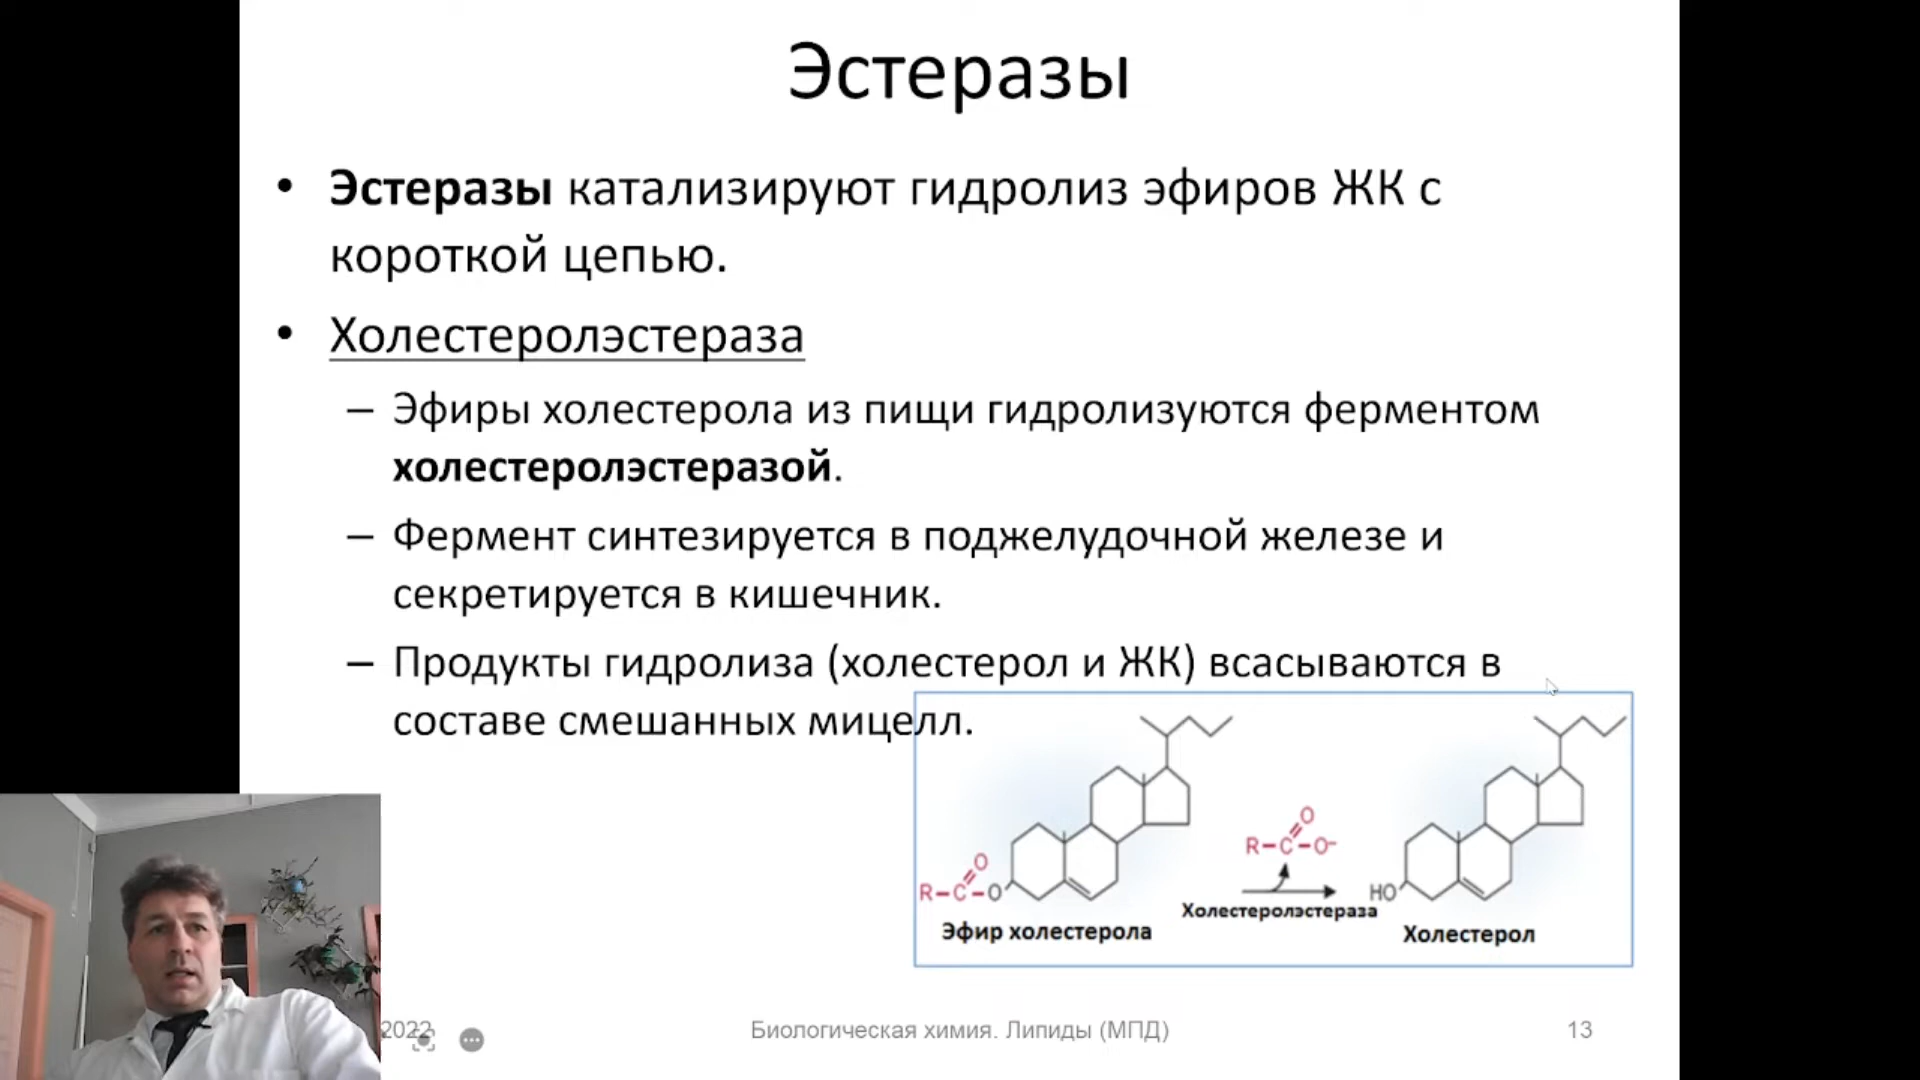 Эстеразы
• Эстеразы катализируют гидролиз эфиров ЖК с
короткой цепью.
• Холестеролэстераза
– Эфиры холестерола из пищи гидролизуются ферментом
холестеролэстеразой.
– Фермент синтезируется в поджелудочной железе и
секретируется в кишечник.
– Продукты гидролиза (холестерол и ЖК) всасываются в
составе смешанных мицелл.
R–C–O
O
Эфир холестерола
R–C–O–
O
Холестеролэстераза
HO
Холестерол
2022
Биологическая химия. Липиды (МПД)
13